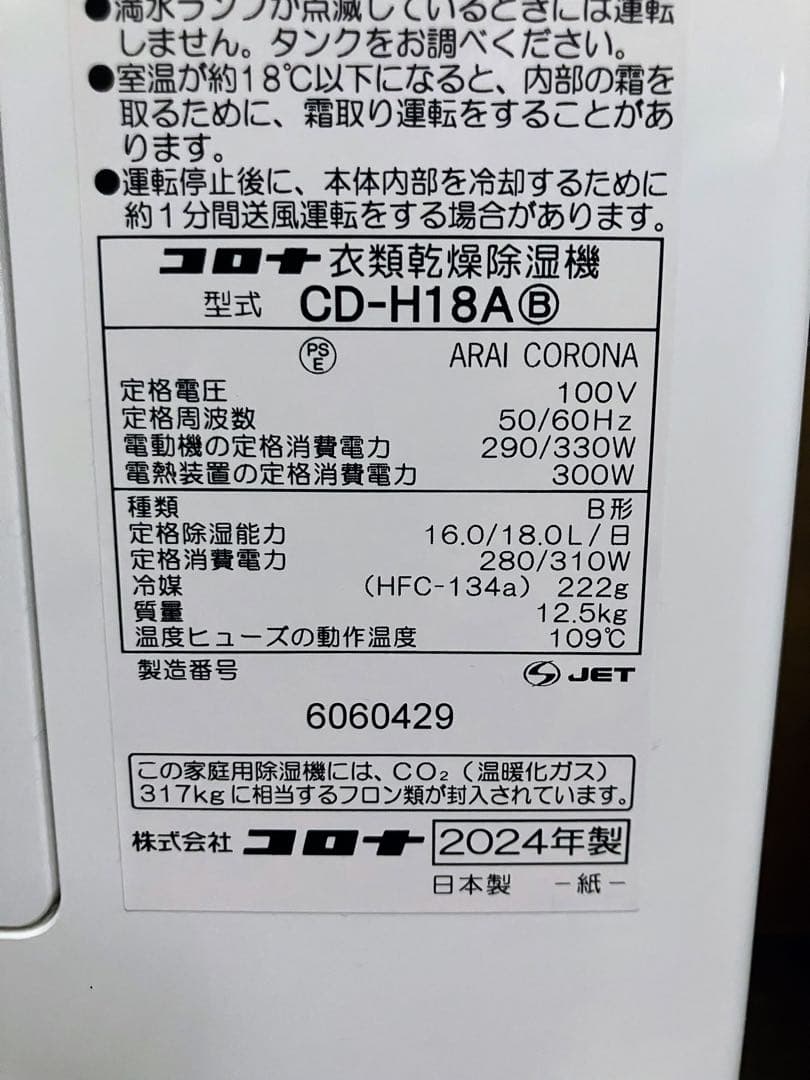 ●満水ランプが点滅しているときには運転
しません。タンクをお調べください。
●室温が約18℃以下になると、内部の霜を
取るために、霜取り運転をすることがあ
ります。
●運転停止後に、本体内部を冷却するために
約1分間送風運転をする場合があります。
コロナ衣類乾燥除湿機
型式 CD-H18AⒷ
PSE ARAI CORONA
定格電圧 100V
定格周波数 50/60Hz
電動機の定格消費電力 290/330W
電熱装置の定格消費電力 300W
種類 B形
定格除湿能力 16.0/18.0L/日
定格消費電力 280/310W
冷媒 (HFC-134a) 222g
質量 12.5kg
温度ヒューズの動作温度 109℃
製造番号 JET
6060429
この家庭用除湿機には、CO₂（温暖化ガス）
317kgに相当するフロン類が封入されています。
株式会社 コロナ 2024年製
日本製 －紙－